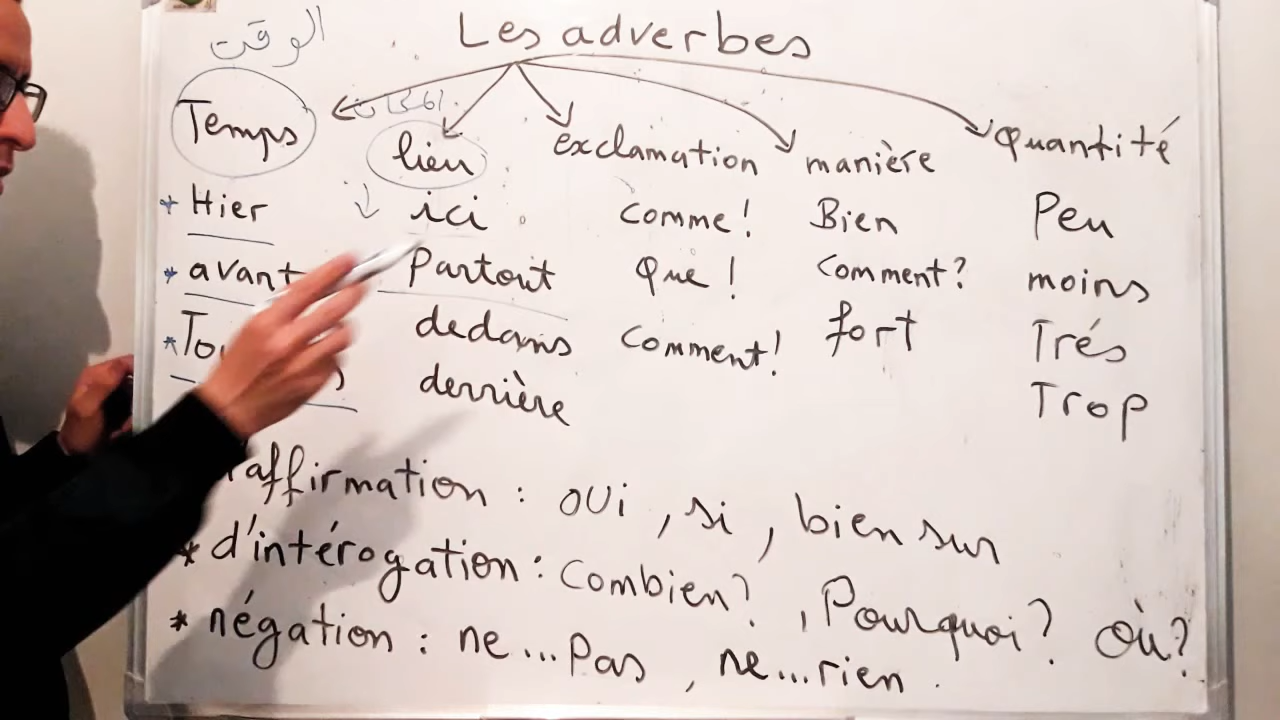 Les adverbes
الوقت
Temps
المكان
lieu
exclamation
manière
quantité
Hier
ici
comme !
Bien
Peu
avant
Partout
Que !
Comment ?
moins
dedans
Comment !
fort
Trés
derrière
Trop
affirmation : oui , si , bien sur
* d'intérogation : Combien ? , Pourquoi ? Où ?
* négation : ne...Pas , ne...rien .